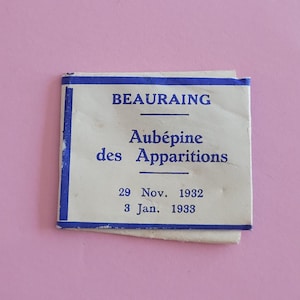 BEAURAING
Aubépine
des Apparitions
29 Nov. 1932
3 Jan. 1933